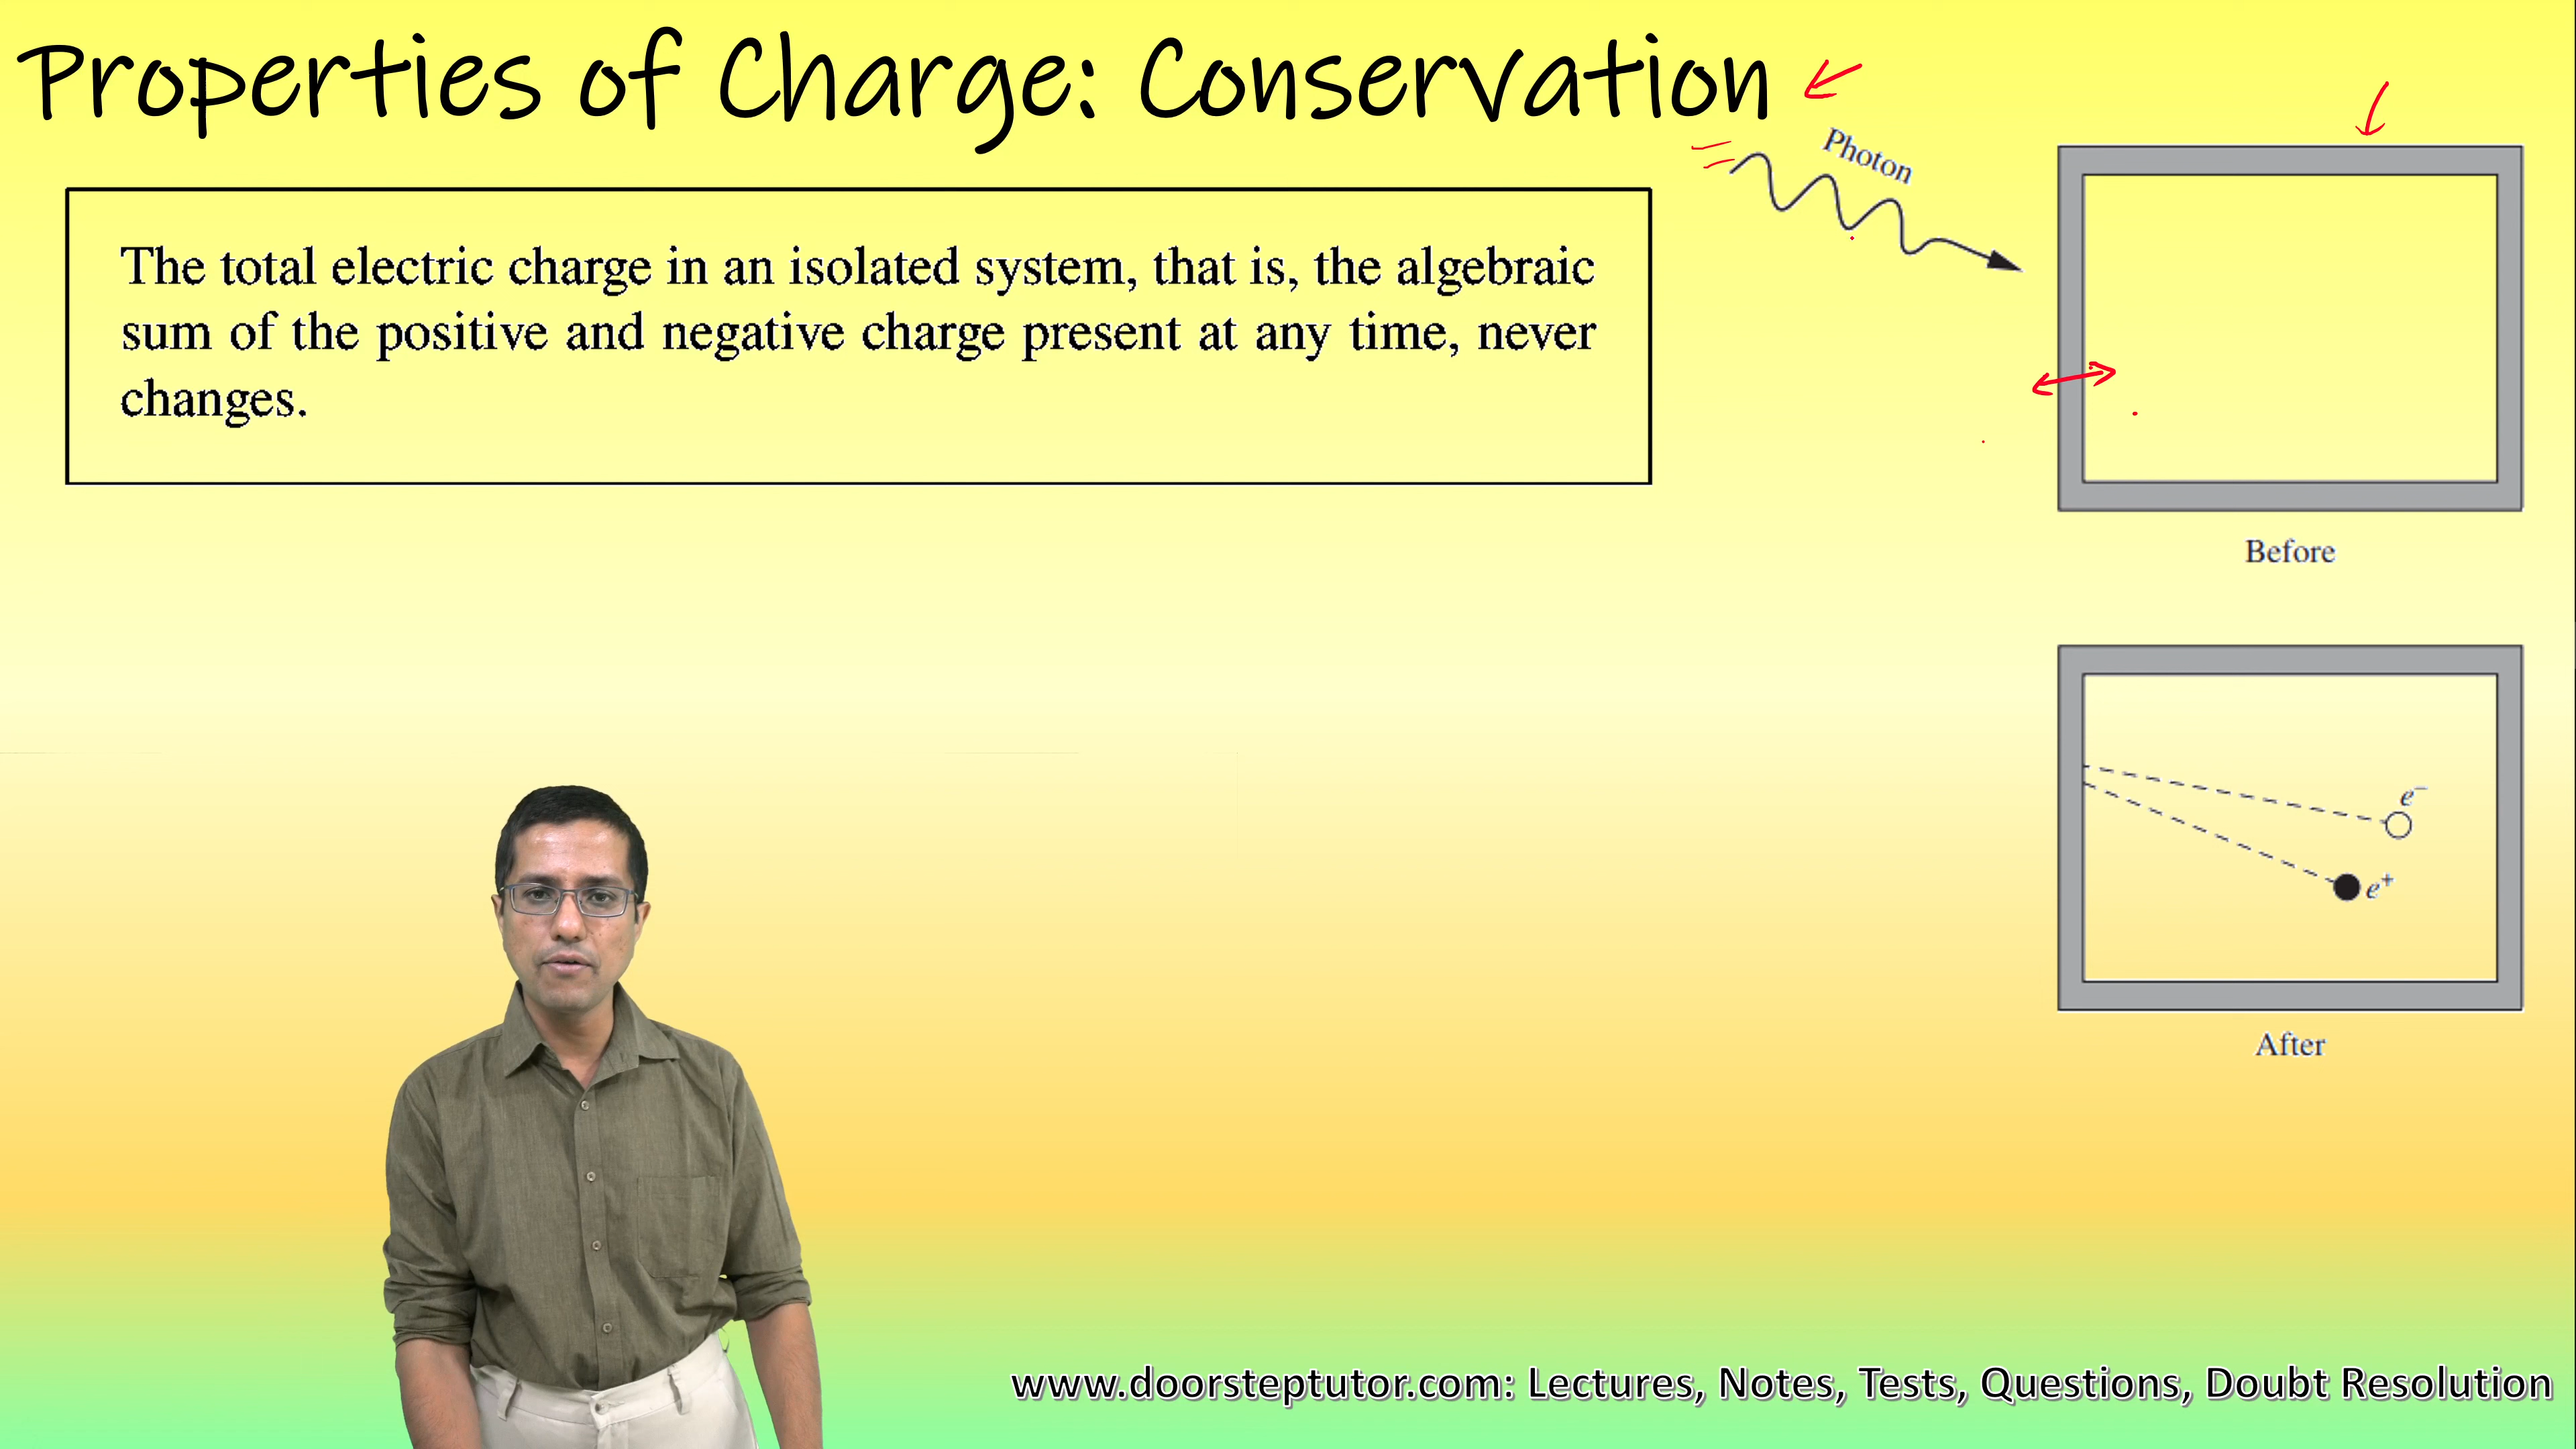 Properties of Charge: Conservation
Photon
The total electric charge in an isolated system, that is, the algebraic
sum of the positive and negative charge present at any time, never
changes.
Before
e⁻
e⁺
After
www.doorsteptutor.com: Lectures, Notes, Tests, Questions, Doubt Resolution